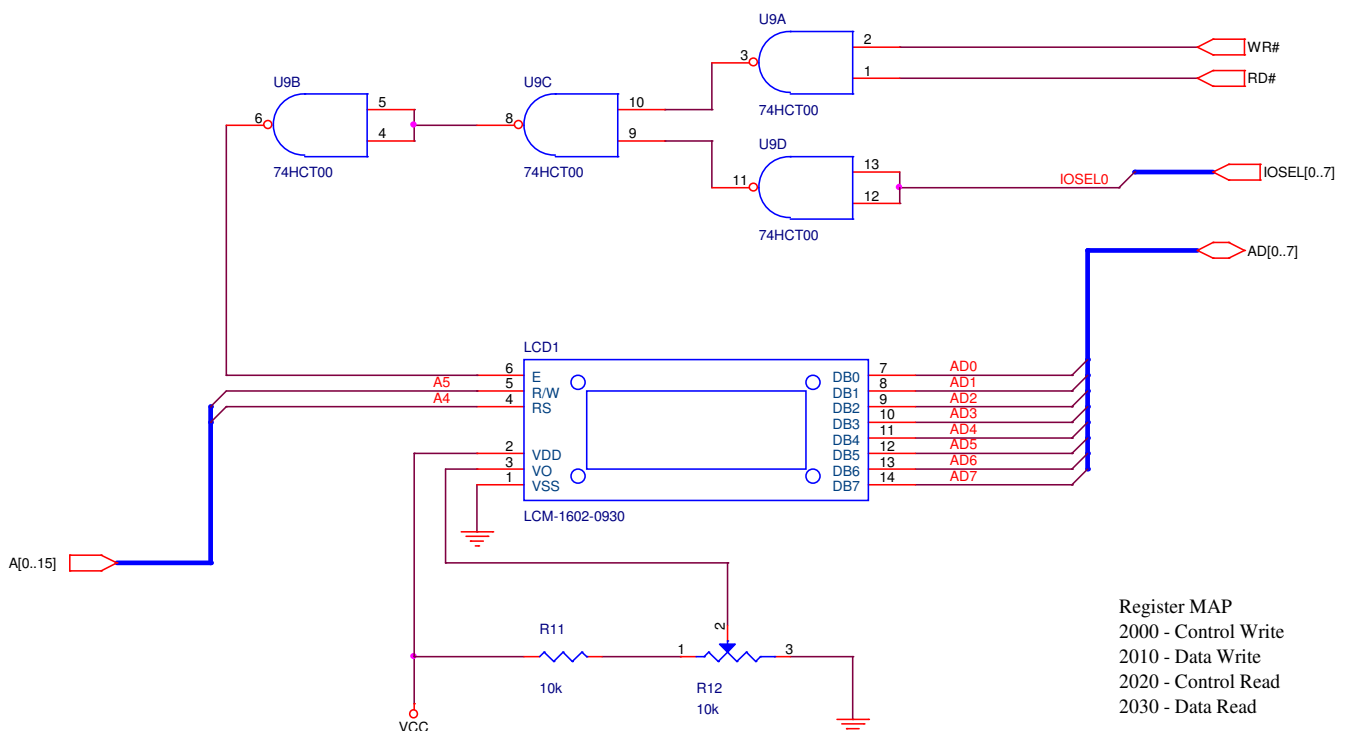 U9A
3
2
1
74HCT00
WR#
RD#
U9B
6
5
4
74HCT00
U9C
8
10
9
74HCT00
U9D
11
13
12
74HCT00
IOSEL0
IOSEL[0..7]
AD[0..7]
LCD1
6 E
A5 5 R/W
A4 4 RS
2 VDD
3 VO
1 VSS
DB0 7 AD0
DB1 8 AD1
DB2 9 AD2
DB3 10 AD3
DB4 11 AD4
DB5 12 AD5
DB6 13 AD6
DB7 14 AD7
LCM-1602-0930
A[0..15]
R11
10k
1
2
3
R12
10k
VCC
Register MAP
2000 - Control Write
2010 - Data Write
2020 - Control Read
2030 - Data Read